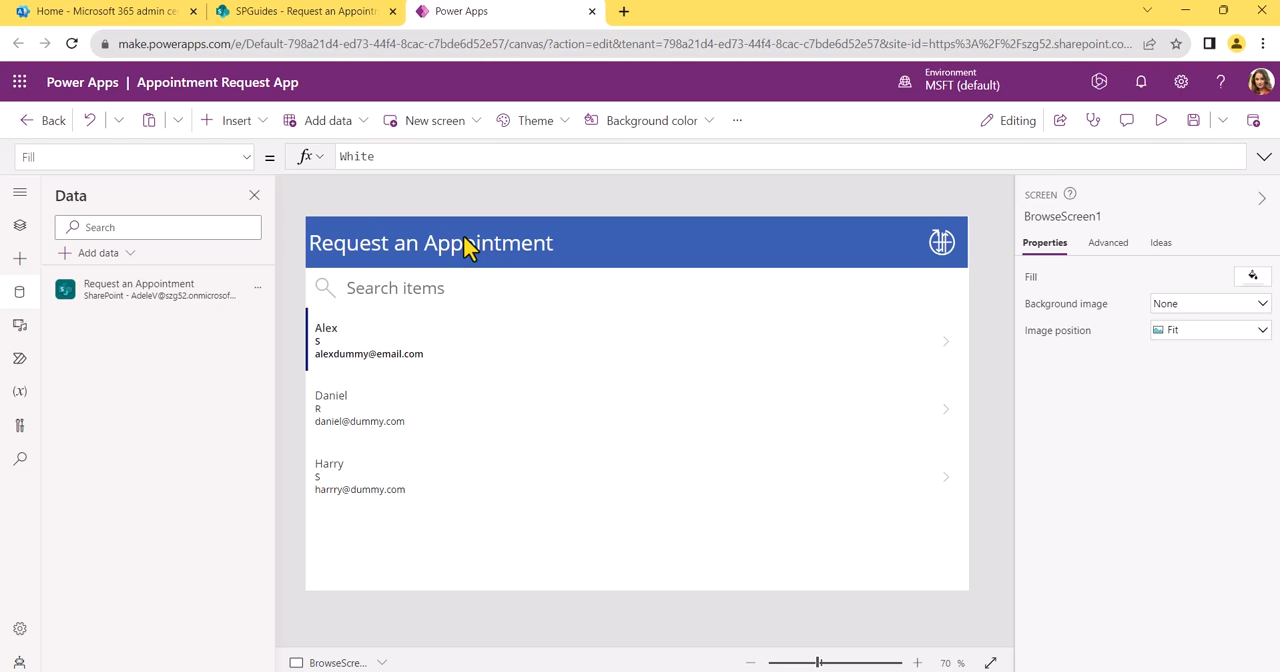 Home - Microsoft 365 admin ce
SPGuides - Request an Appointr
Power Apps
make.powerapps.com/e/Default-798a21d4-ed73-44f4-8cac-c7bde6d52e57/canvas/?action=edit&tenant=798a21d4-ed73-44f4-8cac-c7bde6d52e57&site-id=https%3A%2F%2Fszg52.sharepoint.co...
Power Apps | Appointment Request App
Environment
MSFT (default)
Back
Insert
Add data
New screen
Theme
Background color
...
Editing
Fill
=
fx
White
Data
Search
Add data
Request an Appointment
SharePoint - AdeleV@szg52.onmicrosof...
...
Request an Appointment
Search items
Alex
S
alexdummy@email.com
Daniel
R
daniel@dummy.com
Harry
S
harrry@dummy.com
SCREEN
BrowseScreen1
Properties
Advanced
Ideas
Fill
Background image
None
Image position
Fit
BrowseScre...
70 %